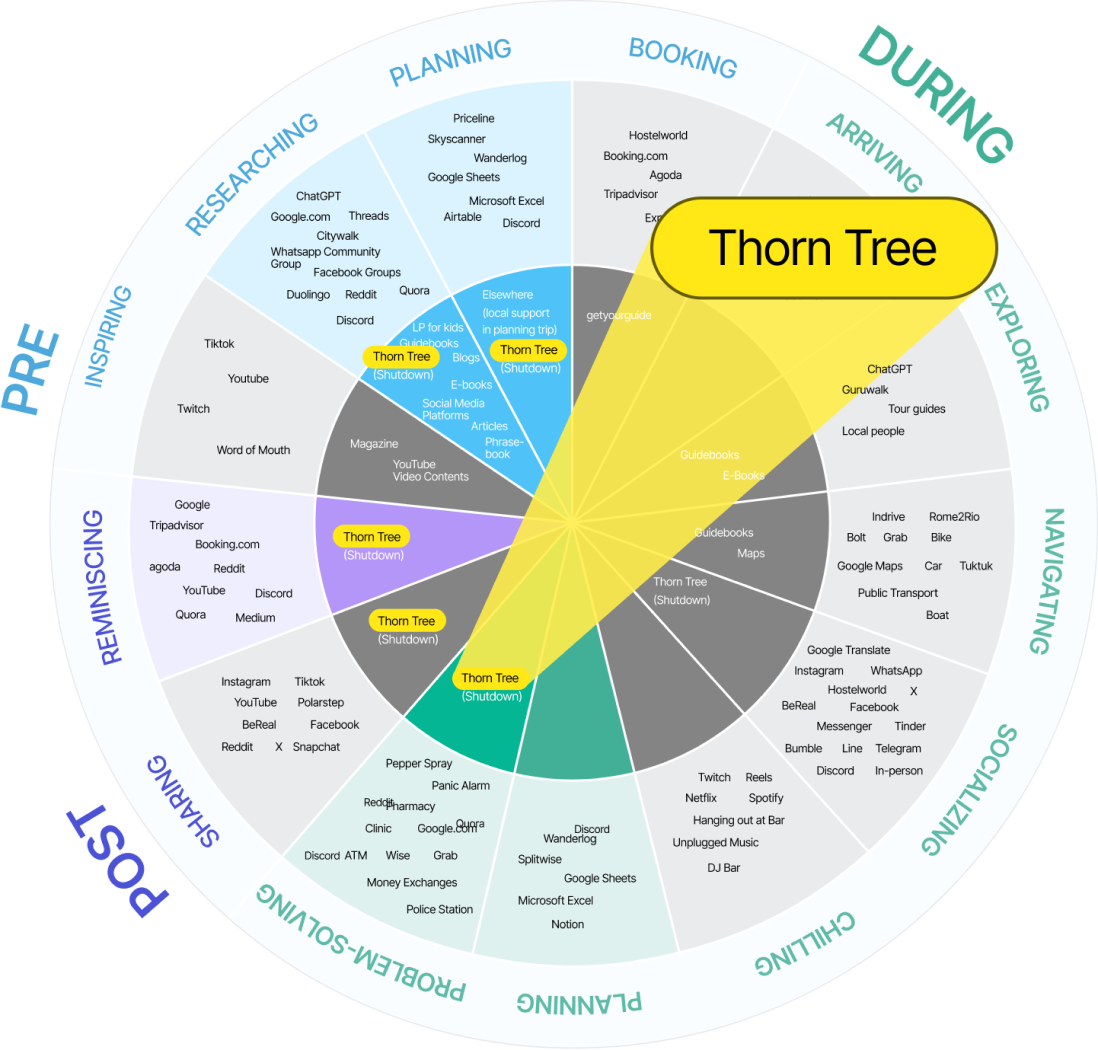 PRE
DURING
POST
PLANNING
Priceline
Skyscanner
Wanderlog
Google Sheets
Microsoft Excel
Airtable
Discord
Elsewhere
(local support
in planning trip)
Thorn Tree
(Shutdown)
BOOKING
Hostelworld
Booking.com
Agoda
Tripadvisor
getyourguide
Thorn Tree
ARRIVING
EXPLORING
ChatGPT
Guruwalk
Tour guides
Local people
Guidebooks
E-Books
NAVIGATING
Indrive Rome2Rio
Bolt Grab Bike
Google Maps Car Tuktuk
Public Transport
Boat
Guidebooks
Maps
SOCIALIZING
Google Translate
Instagram WhatsApp
Hostelworld X
BeReal Facebook
Messenger Tinder
Bumble Line Telegram
Discord In-person
Thorn Tree
(Shutdown)
CHILLING
Twitch Reels
Netflix Spotify
Hanging out at Bar
Unplugged Music
DJ Bar
PLANNING
Discord
Wanderlog
Splitwise
Google Sheets
Microsoft Excel
Notion
PROBLEM-SOLVING
Thorn Tree
(Shutdown)
Pepper Spray
Panic Alarm
Reddit
Pharmacy
Quora
Clinic Google.com
Discord ATM Wise Grab
Money Exchanges
Police Station
SHARING
Thorn Tree
(Shutdown)
Instagram Tiktok
YouTube Polarstep
BeReal Facebook
Reddit X Snapchat
REMINISCING
Google
Tripadvisor
Booking.com
agoda Reddit
YouTube Discord
Quora Medium
Thorn Tree
(Shutdown)
INSPIRING
Tiktok
Youtube
Twitch
Word of Mouth
Magazine
YouTube
Video Contents
RESEARCHING
ChatGPT
Google.com Threads
Citywalk
Whatsapp Community
Group
Facebook Groups
Duolingo Reddit Quora
Discord
LP for kids
Guidebooks
Thorn Tree
Blogs
(Shutdown)
E-books
Social Media
Platforms
Articles
Phrase-
book